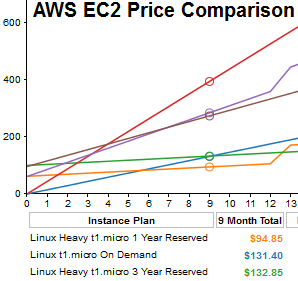 AWS EC2 Price Comparison
600
400
200
0
0 1 2 3 4 5 6 7 8 9 10 11 12 13
Instance Plan 9 Month Total
Linux Heavy t1.micro 1 Year Reserved $94.85
Linux t1.micro On Demand $131.40
Linux Heavy t1.micro 3 Year Reserved $132.85